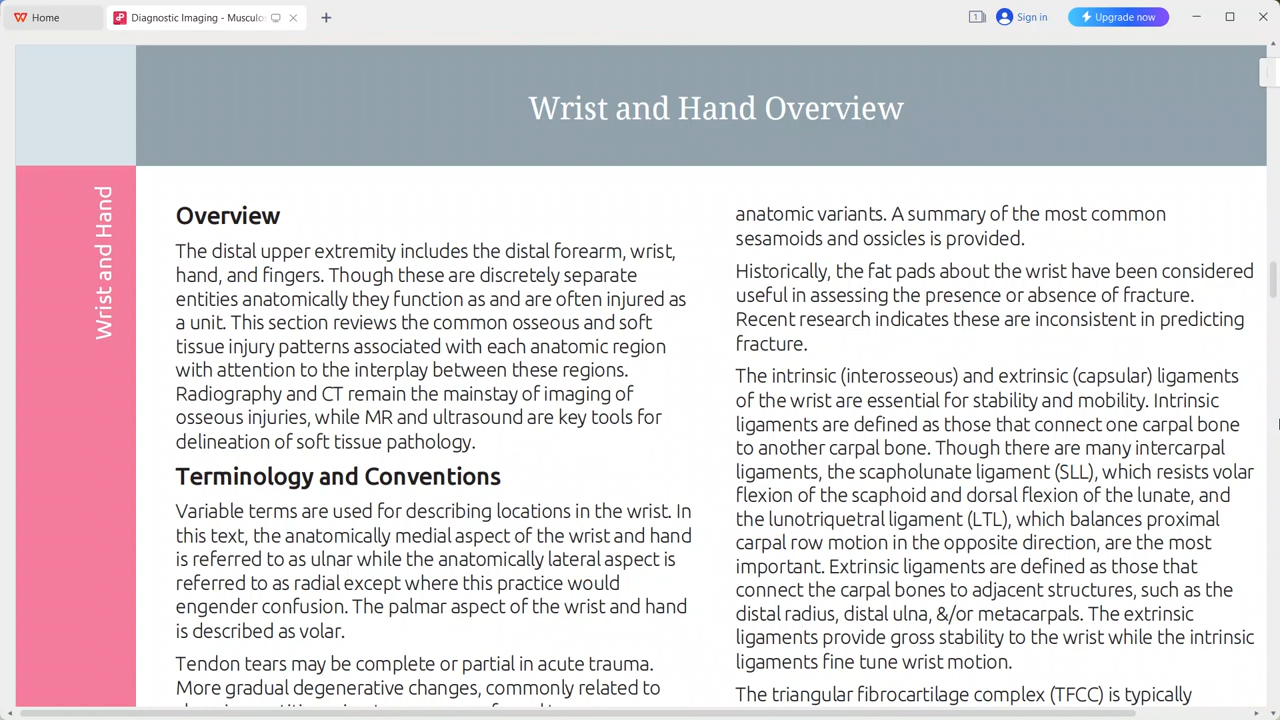 Home
Diagnostic Imaging - Musculos
1
Sign in
Upgrade now
Wrist and Hand Overview
Wrist and Hand
Overview
The distal upper extremity includes the distal forearm, wrist,
hand, and fingers. Though these are discretely separate
entities anatomically they function as and are often injured as
a unit. This section reviews the common osseous and soft
tissue injury patterns associated with each anatomic region
with attention to the interplay between these regions.
Radiography and CT remain the mainstay of imaging of
osseous injuries, while MR and ultrasound are key tools for
delineation of soft tissue pathology.
Terminology and Conventions
Variable terms are used for describing locations in the wrist. In
this text, the anatomically medial aspect of the wrist and hand
is referred to as ulnar while the anatomically lateral aspect is
referred to as radial except where this practice would
engender confusion. The palmar aspect of the wrist and hand
is described as volar.
Tendon tears may be complete or partial in acute trauma.
More gradual degenerative changes, commonly related to
anatomic variants. A summary of the most common
sesamoids and ossicles is provided.
Historically, the fat pads about the wrist have been considered
useful in assessing the presence or absence of fracture.
Recent research indicates these are inconsistent in predicting
fracture.
The intrinsic (interosseous) and extrinsic (capsular) ligaments
of the wrist are essential for stability and mobility. Intrinsic
ligaments are defined as those that connect one carpal bone
to another carpal bone. Though there are many intercarpal
ligaments, the scapholunate ligament (SLL), which resists volar
flexion of the scaphoid and dorsal flexion of the lunate, and
the lunotriquetral ligament (LTL), which balances proximal
carpal row motion in the opposite direction, are the most
important. Extrinsic ligaments are defined as those that
connect the carpal bones to adjacent structures, such as the
distal radius, distal ulna, &/or metacarpals. The extrinsic
ligaments provide gross stability to the wrist while the intrinsic
ligaments fine tune wrist motion.
The triangular fibrocartilage complex (TFCC) is typically